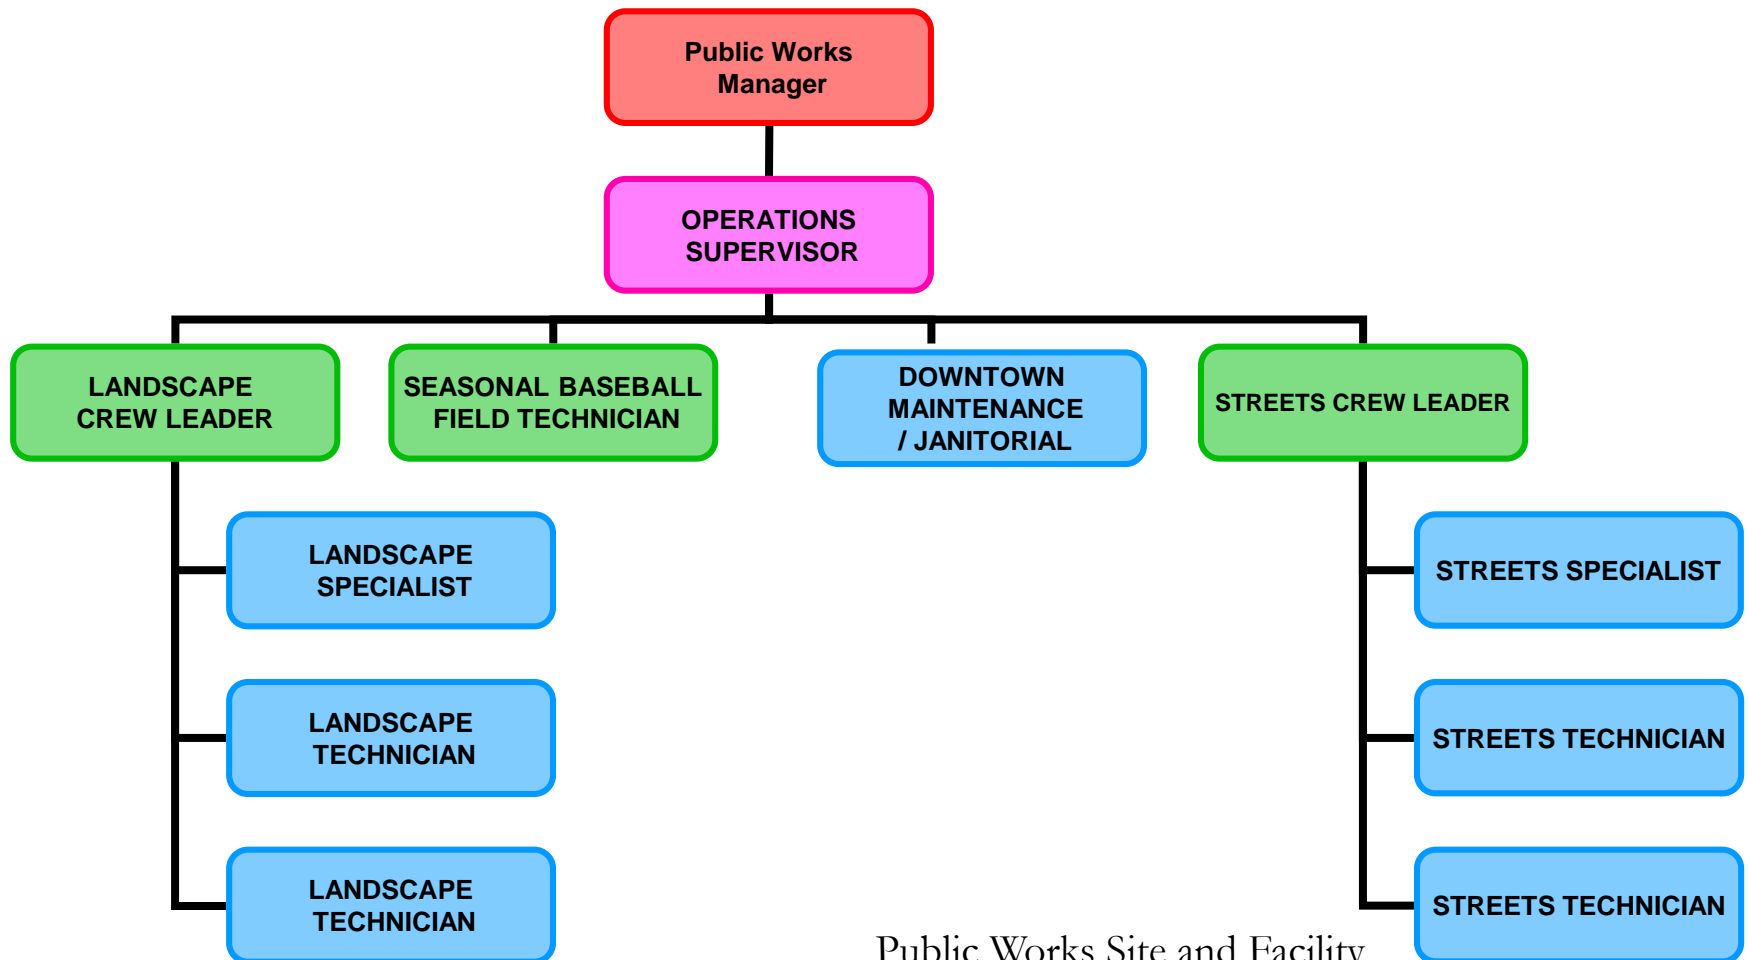 Public Works
Manager
OPERATIONS
SUPERVISOR
LANDSCAPE
CREW LEADER
SEASONAL BASEBALL
FIELD TECHNICIAN
DOWNTOWN
MAINTENANCE
/ JANITORIAL
STREETS CREW LEADER
LANDSCAPE
SPECIALIST
STREETS SPECIALIST
LANDSCAPE
TECHNICIAN
STREETS TECHNICIAN
LANDSCAPE
TECHNICIAN
STREETS TECHNICIAN
Public Works Site and Facility